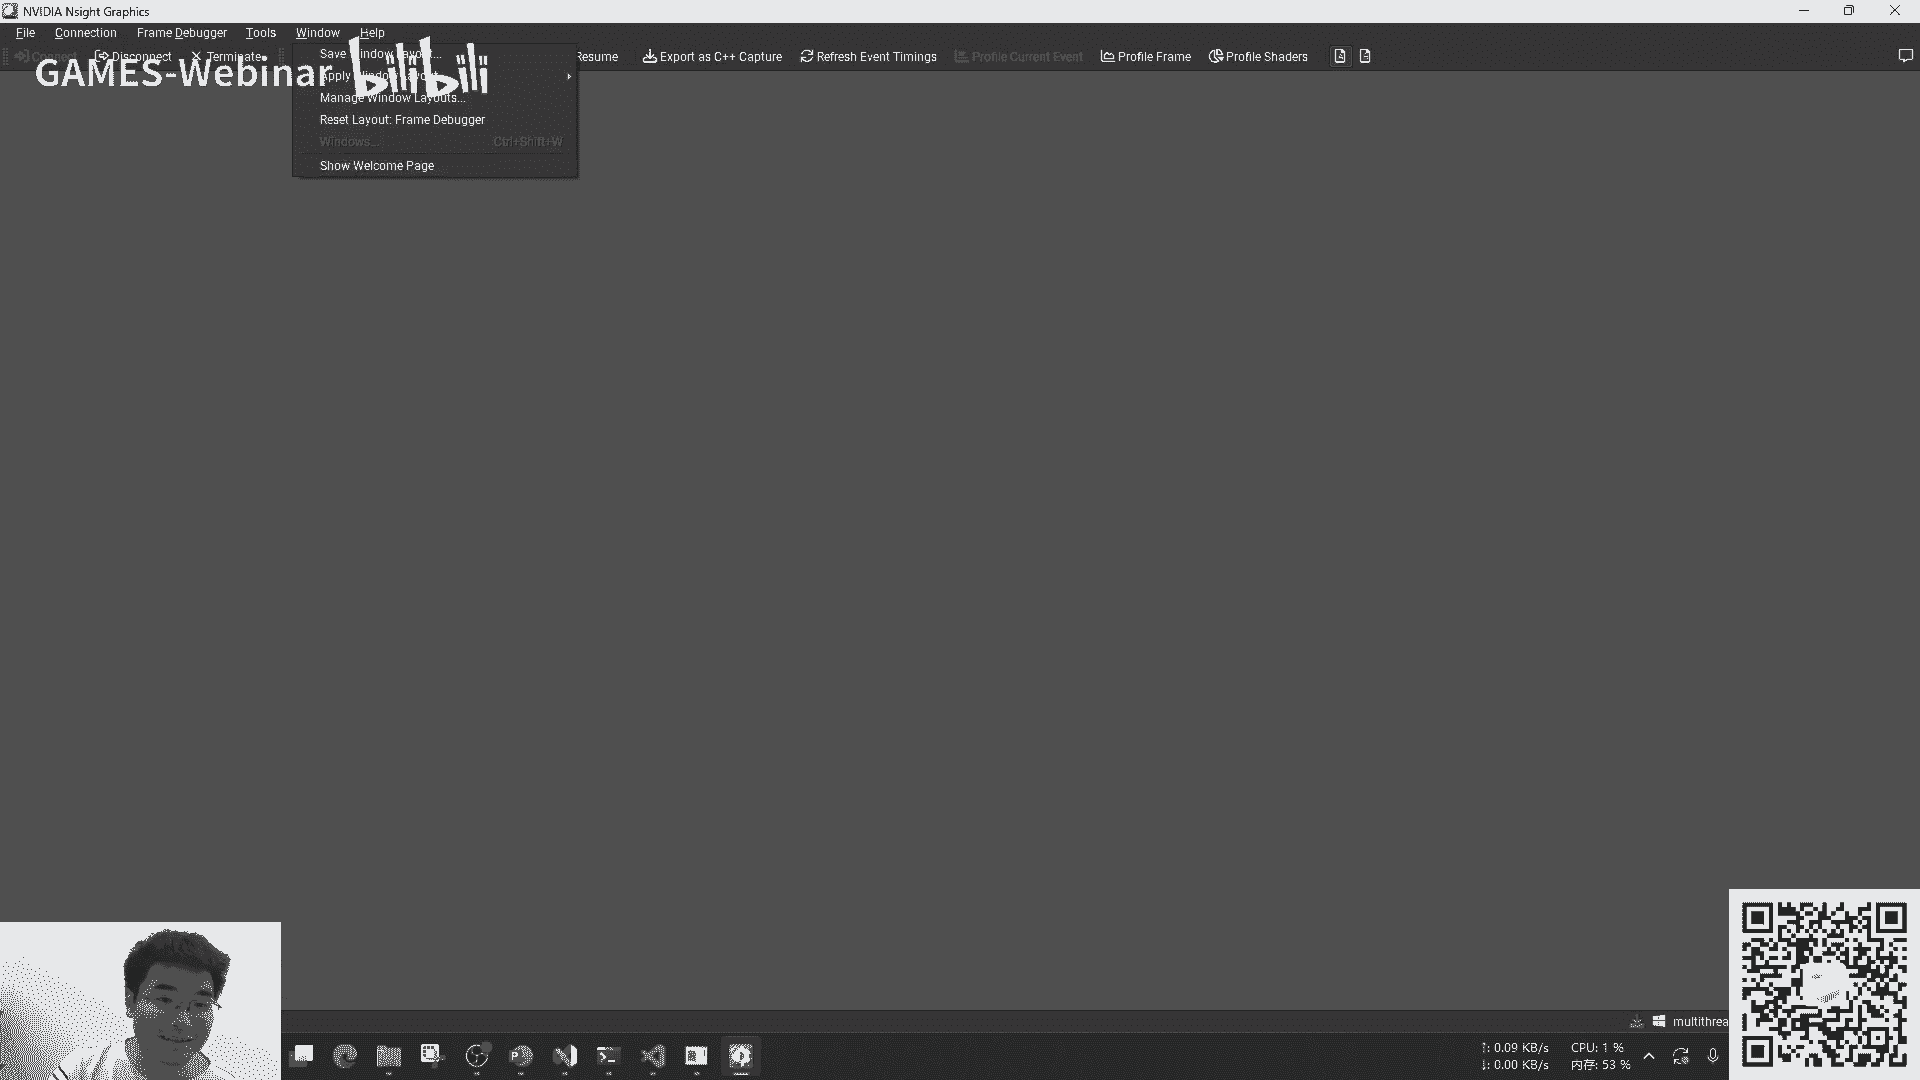 NVIDIA Nsight Graphics
File Connection Frame Debugger Tools Window Help
Connect Disconnect Terminate Resume Export as C++ Capture Refresh Event Timings Profile Current Event Profile Frame Profile Shaders
GAMES-Webinar bilibili
Save Window Layout...
Apply Window Layout
Manage Window Layouts...
Reset Layout: Frame Debugger
Windows... Ctrl+Shift+W
Show Welcome Page
multithrea
: 0.09 KB/s CPU: 1 %
: 0.00 KB/s 内存: 53 %